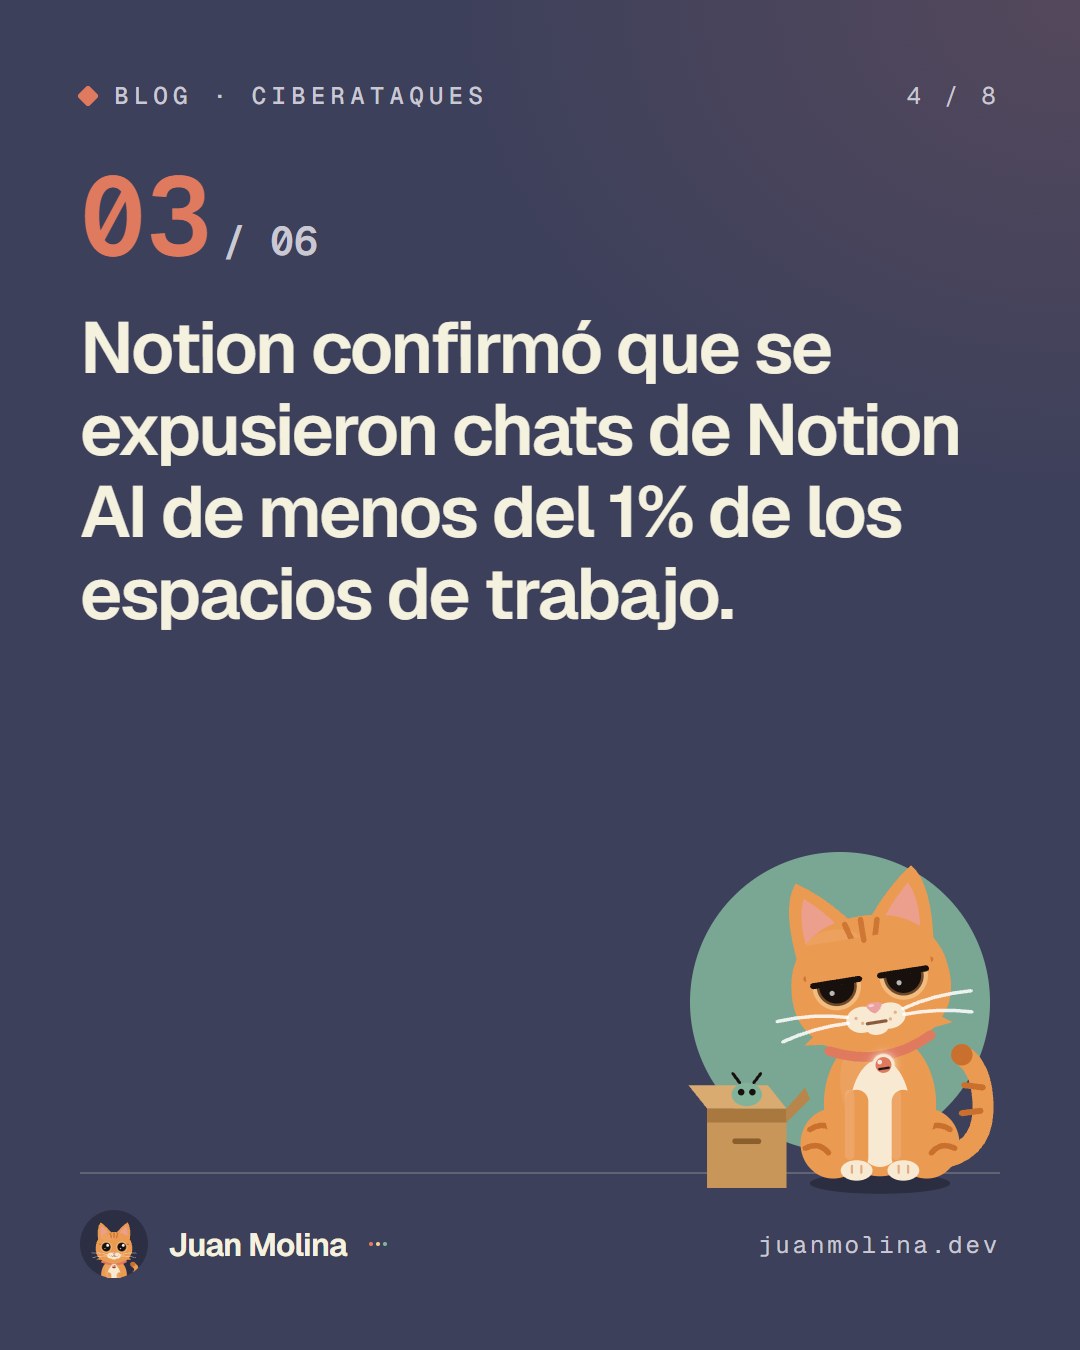 BLOG · CIBERATAQUES
4 / 8
03 / 06
Notion confirmó que se
expusieron chats de Notion
AI de menos del 1% de los
espacios de trabajo.
Juan Molina
juanmolina.dev